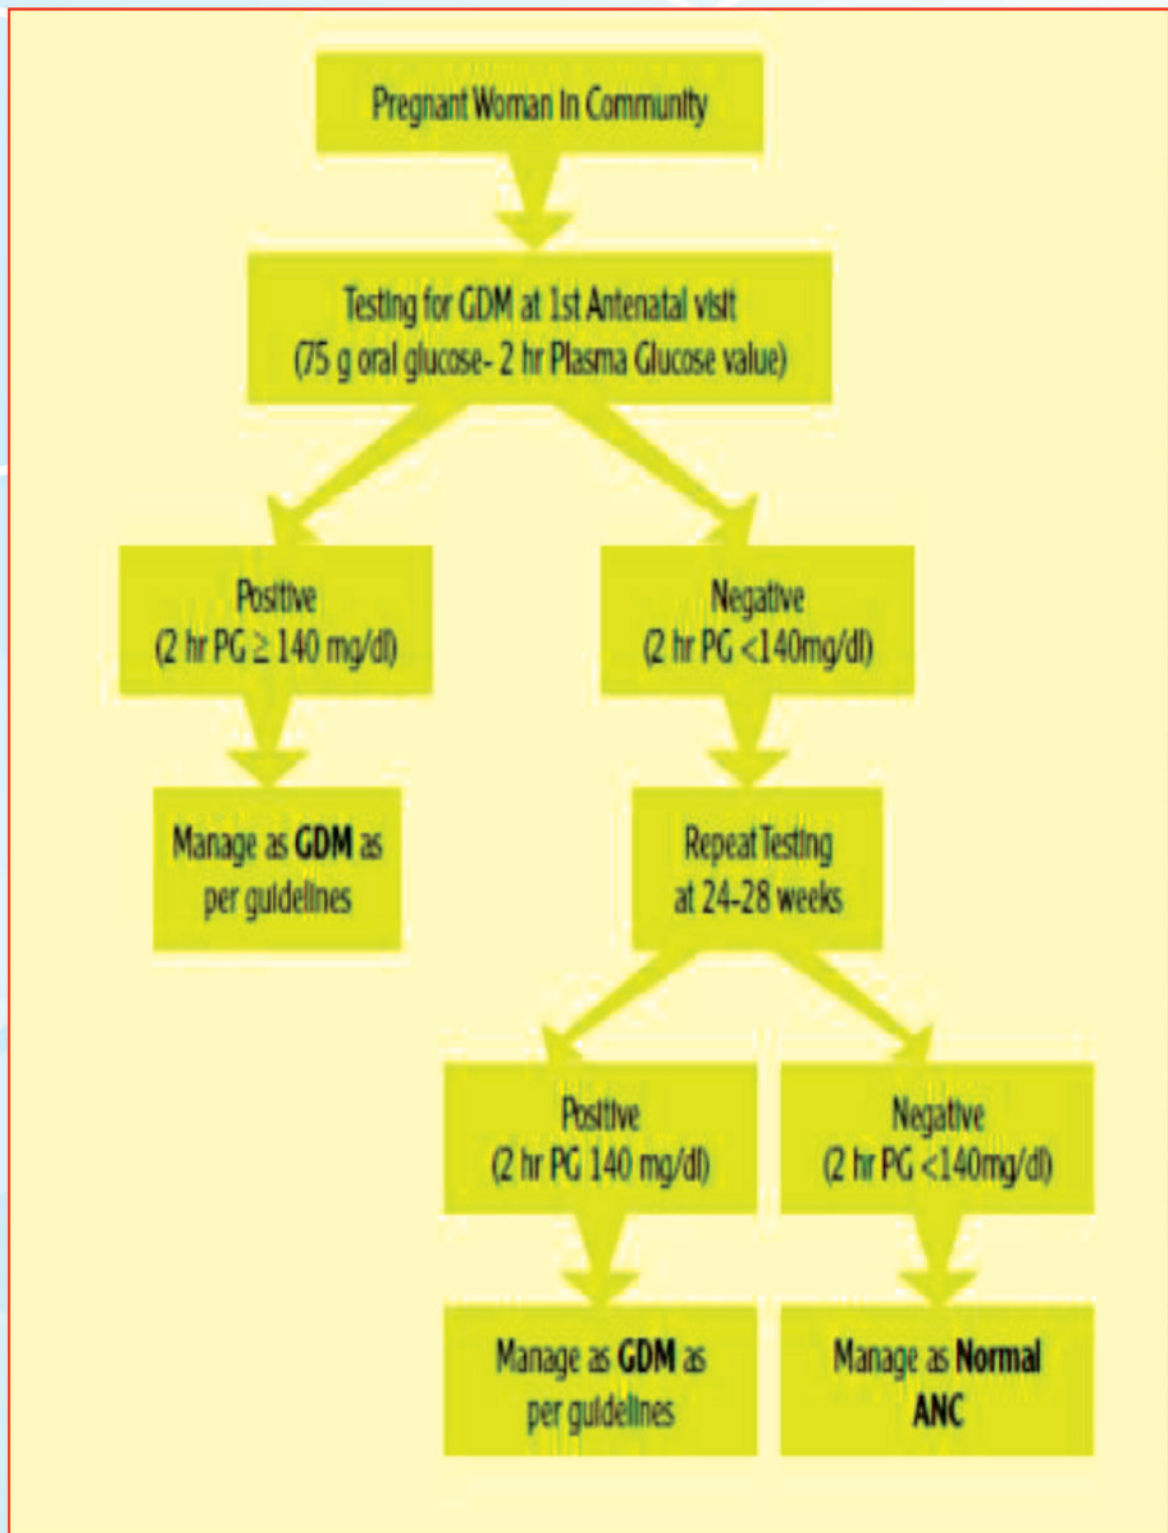 Pregnant Woman in Community
Testing for GDM at 1st Antenatal visit
(75 g oral glucose- 2 hr Plasma Glucose value)
Positive
(2 hr PG ≥ 140 mg/dl)
Negative
(2 hr PG <140mg/dl)
Manage as GDM as
per guidelines
Repeat Testing
at 24-28 weeks
Positive
(2 hr PG 140 mg/dl)
Negative
(2 hr PG <140mg/dl)
Manage as GDM as
per guidelines
Manage as Normal
ANC